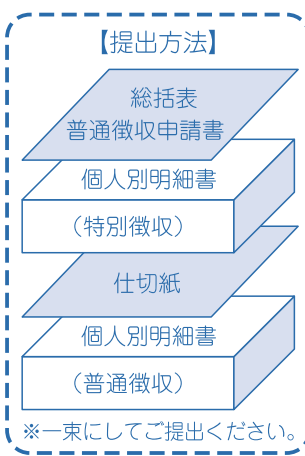 【提出方法】
総括表
普通徴収申請書
個人別明細書
（特別徴収）
仕切紙
個人別明細書
（普通徴収）
※一束にしてご提出ください。